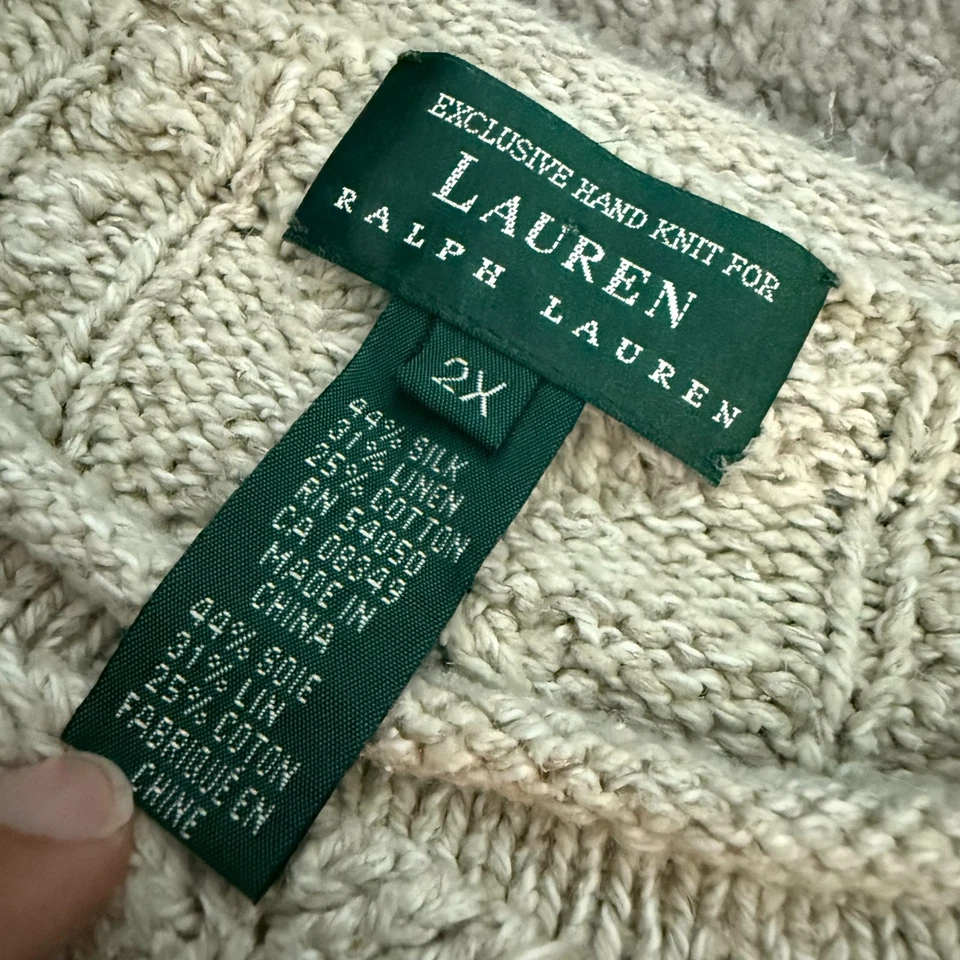 EXCLUSIVE HAND KNIT FOR
LAUREN
RALPH LAUREN
2X
44% SILK
31% LINEN
25% COTTON
RN 54050
CA 08349
MADE IN
CHINA
44% SOIE
31% LIN
25% COTON
FABRIQUE EN
CHINE